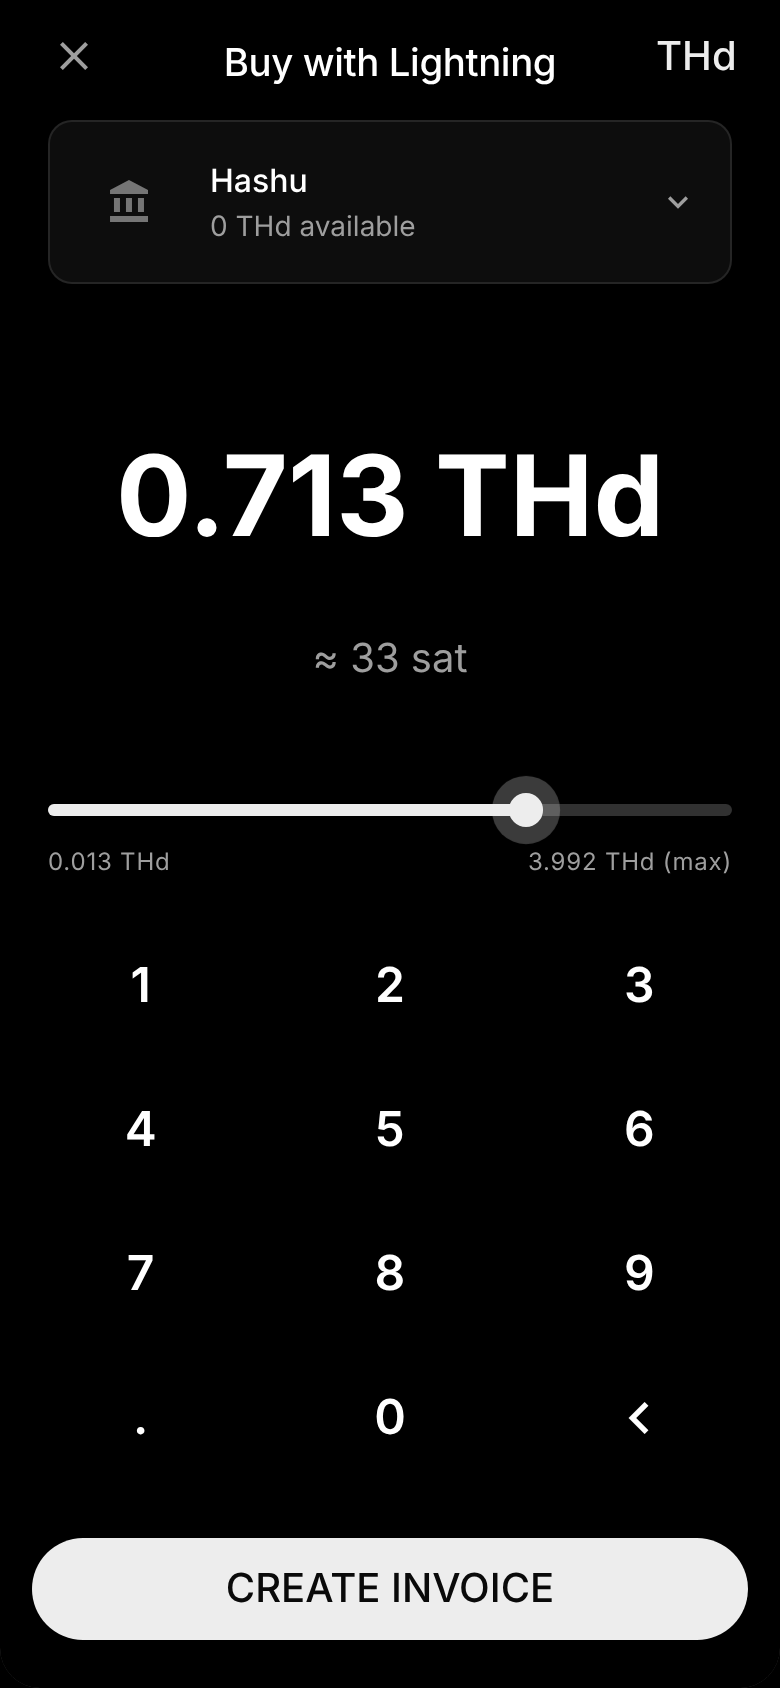 Buy with Lightning
THd
Hashu
0 THd available
0.713 THd
≈ 33 sat
0.013 THd
3.992 THd (max)
1 2 3
4 5 6
7 8 9
. 0
CREATE INVOICE